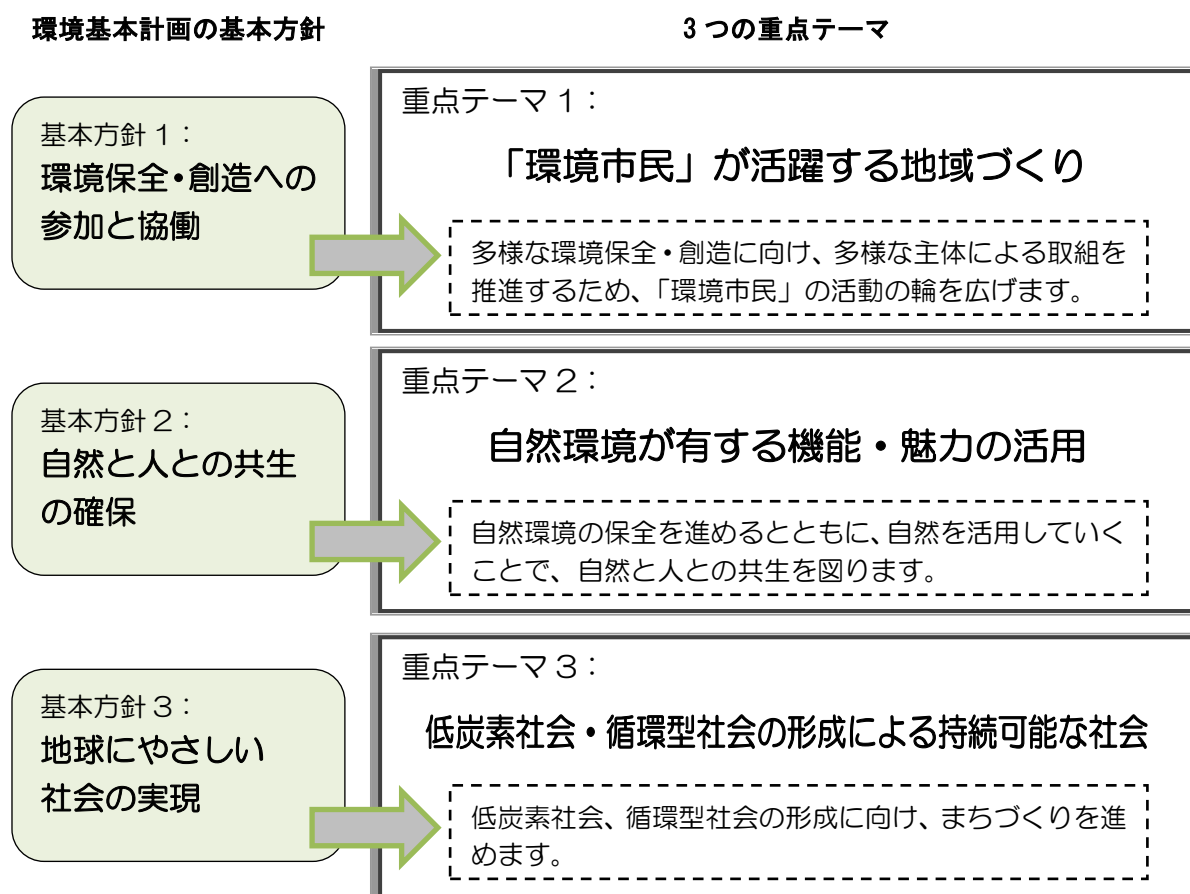 環境基本計画の基本方針
3つの重点テーマ
基本方針1：
環境保全・創造への
参加と協働
重点テーマ1：
「環境市民」が活躍する地域づくり
多様な環境保全・創造に向け、多様な主体による取組を
推進するため、「環境市民」の活動の輪を広げます。
基本方針2：
自然と人との共生
の確保
重点テーマ2：
自然環境が有する機能・魅力の活用
自然環境の保全を進めるとともに、自然を活用していく
ことで、自然と人との共生を図ります。
基本方針3：
地球にやさしい
社会の実現
重点テーマ3：
低炭素社会・循環型社会の形成による持続可能な社会
低炭素社会、循環型社会の形成に向け、まちづくりを進
めます。